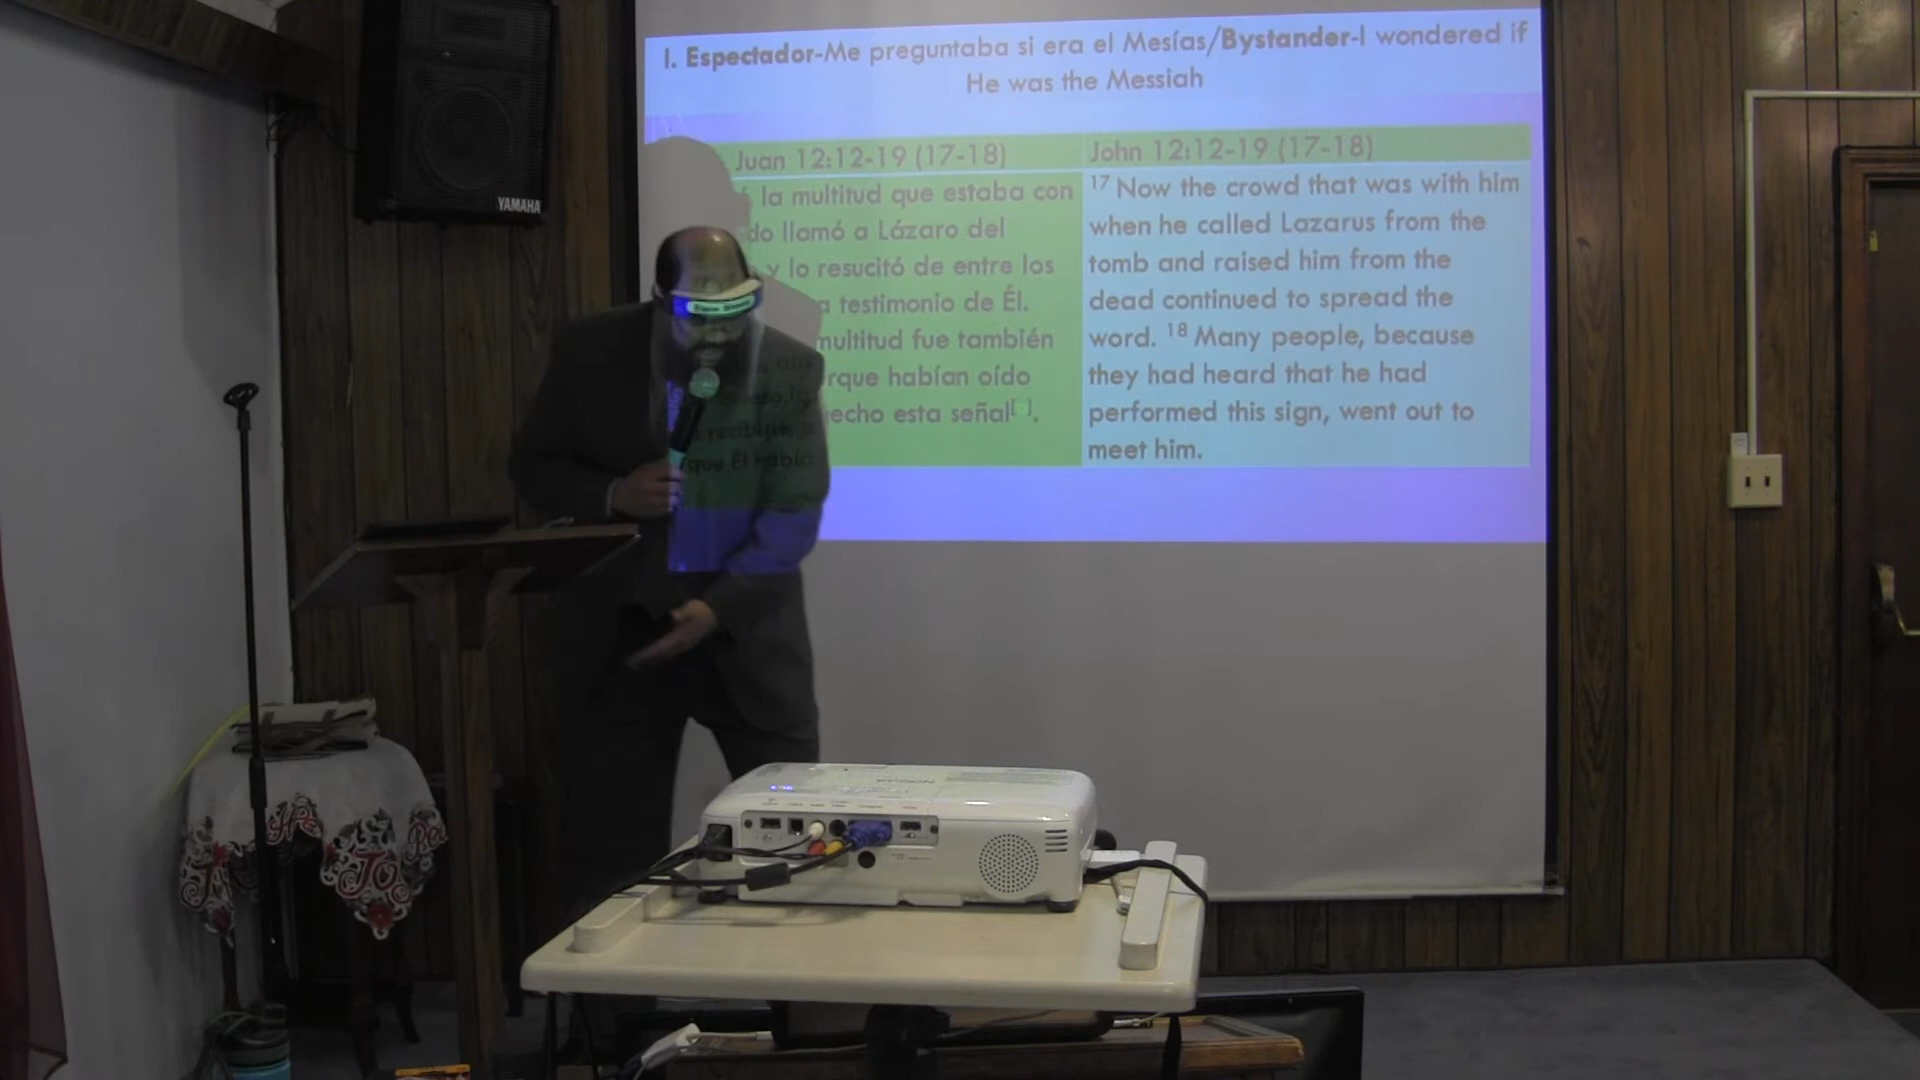 YAMAHA
I. Espectador-Me preguntaba si era el Mesías/Bystander-I wondered if
He was the Messiah
Juan 12:12-19 (17-18)
la multitud que estaba con
llamó a Lázaro del
y lo resucitó de entre los
testimonio de Él.
multitud fue también
habían oído
esta señal
John 12:12-19 (17-18)
17 Now the crowd that was with him
when he called Lazarus from the
tomb and raised him from the
dead continued to spread the
word. 18 Many people, because
they had heard that he had
performed this sign, went out to
meet him.
que Él había
TO